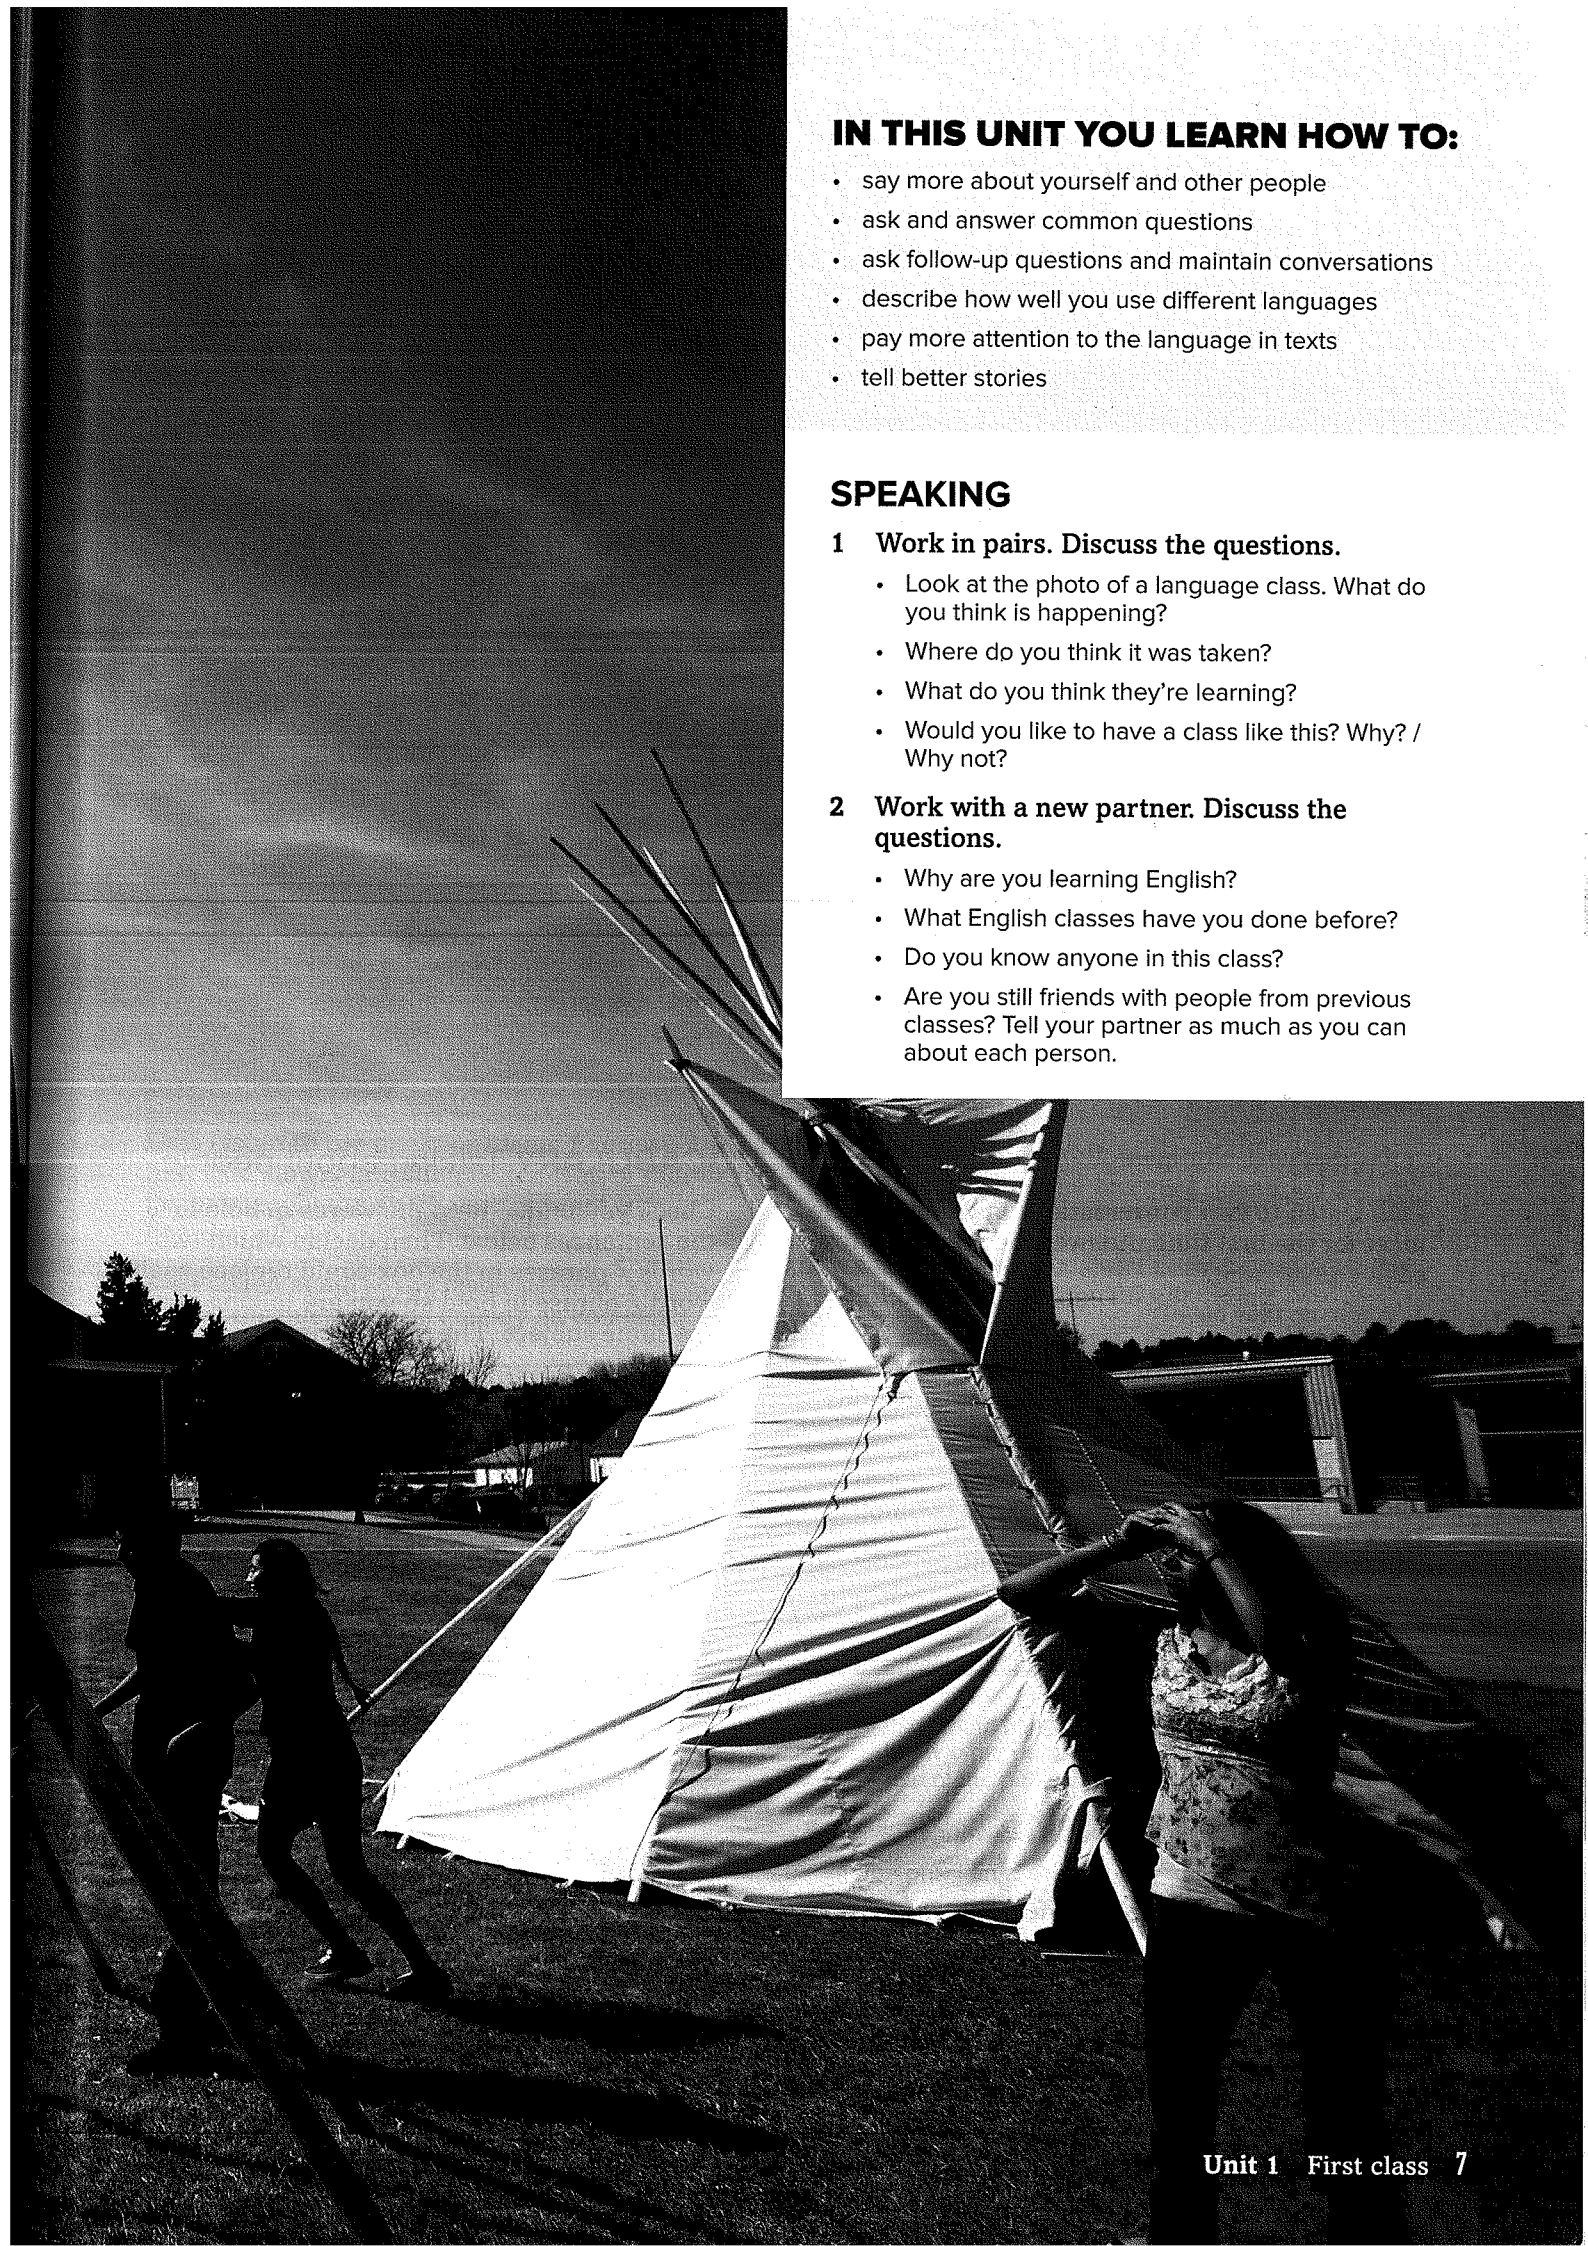 IN THIS UNIT YOU LEARN HOW TO:
• say more about yourself and other people
• ask and answer common questions
• ask follow-up questions and maintain conversations
• describe how well you use different languages
• pay more attention to the language in texts
• tell better stories
SPEAKING
1 Work in pairs. Discuss the questions.
• Look at the photo of a language class. What do
you think is happening?
• Where do you think it was taken?
• What do you think they're learning?
• Would you like to have a class like this? Why? /
Why not?
2 Work with a new partner. Discuss the
questions.
• Why are you learning English?
• What English classes have you done before?
• Do you know anyone in this class?
• Are you still friends with people from previous
classes? Tell your partner as much as you can
about each person.
Unit 1 First class 7